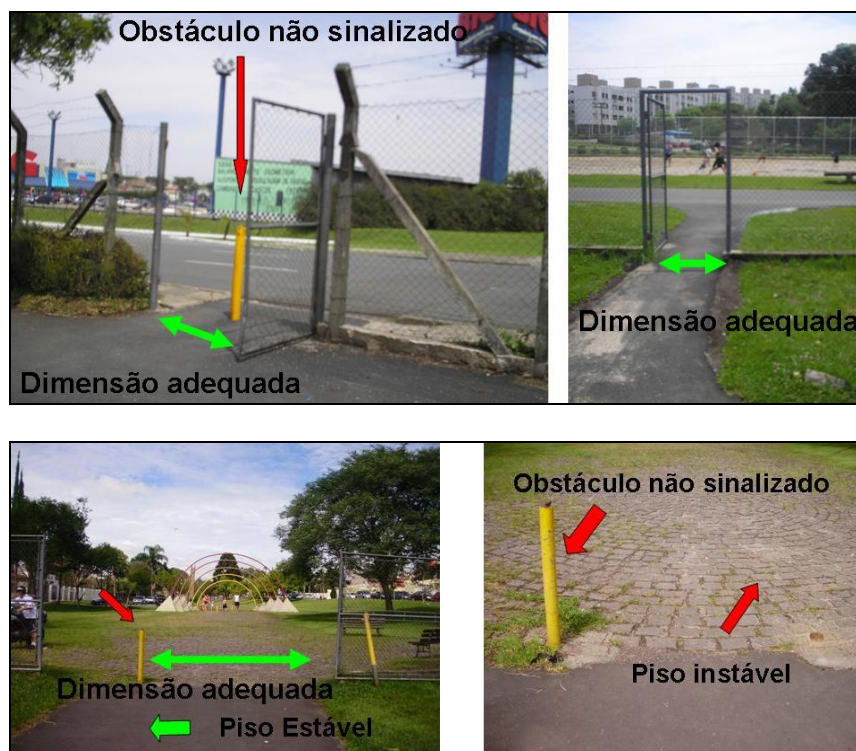 Obstáculo não sinalizado
Dimensão adequada
Dimensão adequada
Obstáculo não sinalizado
Dimensão adequada
Piso Estável
Piso instável